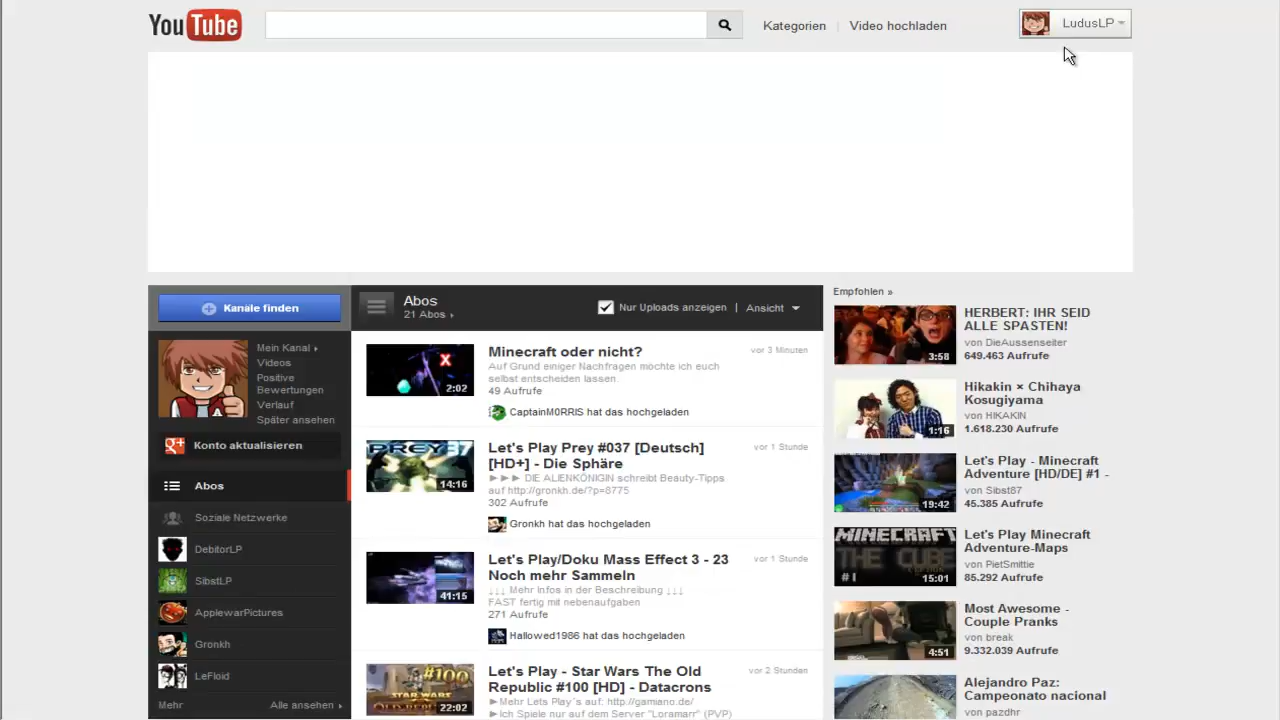 YouTube
Kategorien | Video hochladen
LudusLP
Kanäle finden
Mein Kanal
Videos
Positive
Bewertungen
Verlauf
Später ansehen
Konto aktualisieren
Abos
Soziale Netzwerke
DebitorLP
SibstLP
ApplewarPictures
Gronkh
LeFloid
Mehr
Alle ansehen
Abos
21 Abos
Nur Uploads anzeigen | Ansicht
2:02
Minecraft oder nicht?
vor 3 Minuten
Auf Grund einiger Nachfragen möchte ich euch
selbst entscheiden lassen.
49 Aufrufe
CaptainM0RRIS hat das hochgeladen
PREY 37
14:16
Let's Play Prey #037 [Deutsch]
[HD+] - Die Sphäre
vor 1 Stunde
►►► DIE ALIENKÖNIGIN schreibt Beauty-Tipps
auf http://gronkh.de/?p=8775
302 Aufrufe
Gronkh hat das hochgeladen
41:15
Let's Play/Doku Mass Effect 3 - 23
Noch mehr Sammeln
vor 1 Stunde
↓↓↓ Mehr Infos in der Beschreibung ↓↓↓
FAST fertig mit nebenaufgaben
271 Aufrufe
Hallowed1986 hat das hochgeladen
#100
STAR WARS
22:02
Let's Play - Star Wars The Old
Republic #100 [HD] - Datacrons
vor 2 Stunden
►Mehr Lets Play´s auf: http://gamiano.de/
►Ich Spiele nur auf dem Server "Loramarr" (PVP)
Empfohlen »
3:58
HERBERT: IHR SEID
ALLE SPASTEN!
von DieAussenseiter
649.463 Aufrufe
1:16
Hikakin × Chihaya
Kosugiyama
von HIKAKIN
1.618.230 Aufrufe
19:42
Let's Play - Minecraft
Adventure [HD/DE] #1 -
von Sibst87
45.385 Aufrufe
MINECRAFT
THE CUBE
#1
15:01
Let's Play Minecraft
Adventure-Maps
von PietSmittie
85.292 Aufrufe
4:51
Most Awesome -
Couple Pranks
von break
9.332.039 Aufrufe
Alejandro Paz:
Campeonato nacional
von pazdhr